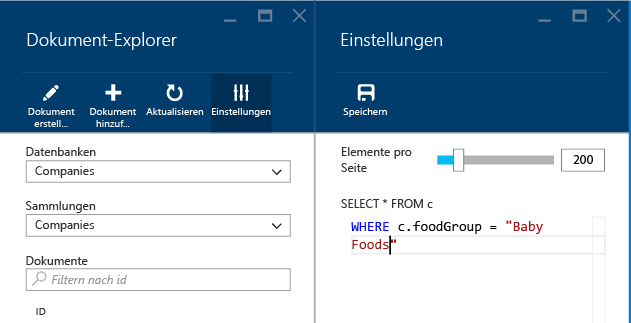 Dokument-Explorer
Dokument
erstell...
Dokument
hinzuf...
Aktualisieren
Einstellungen
Datenbanken
Companies
Sammlungen
Companies
Dokumente
Filtern nach id
ID
Einstellungen
Speichern
Elemente pro
Seite
200
SELECT * FROM c
WHERE c.foodGroup = "Baby
Foods"